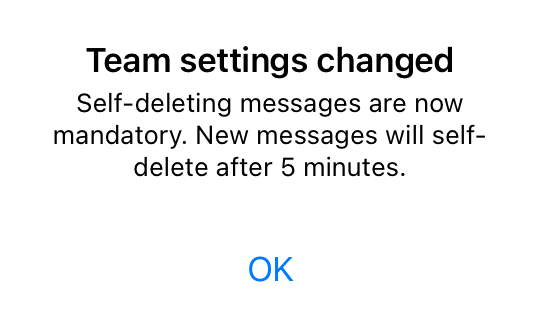 Team settings changed
Self-deleting messages are now
mandatory. New messages will self-
delete after 5 minutes.
OK